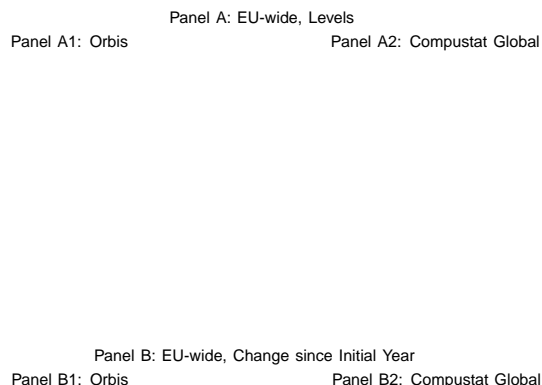 Panel A: EU-wide, Levels
Panel A1: Orbis Panel A2: Compustat Global
Panel B: EU-wide, Change since Initial Year
Panel B1: Orbis Panel B2: Compustat Global